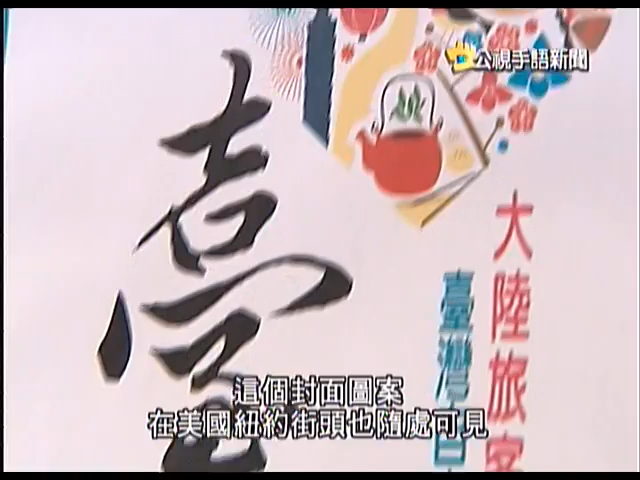 公視手語新聞
臺
大陸旅客
臺灣自
這個封面圖案
在美國紐約街頭也隨處可見